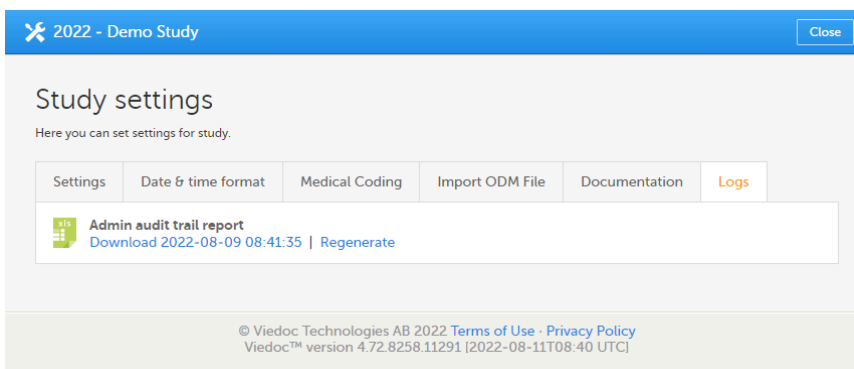 2022 - Demo Study
Close
Study settings
Here you can set settings for study.
Settings
Date & time format
Medical Coding
Import ODM File
Documentation
Logs
xls
Admin audit trail report
Download 2022-08-09 08:41:35 | Regenerate
© Viedoc Technologies AB 2022 Terms of Use · Privacy Policy
Viedoc™ version 4.72.8258.11291 [2022-08-11T08:40 UTC]